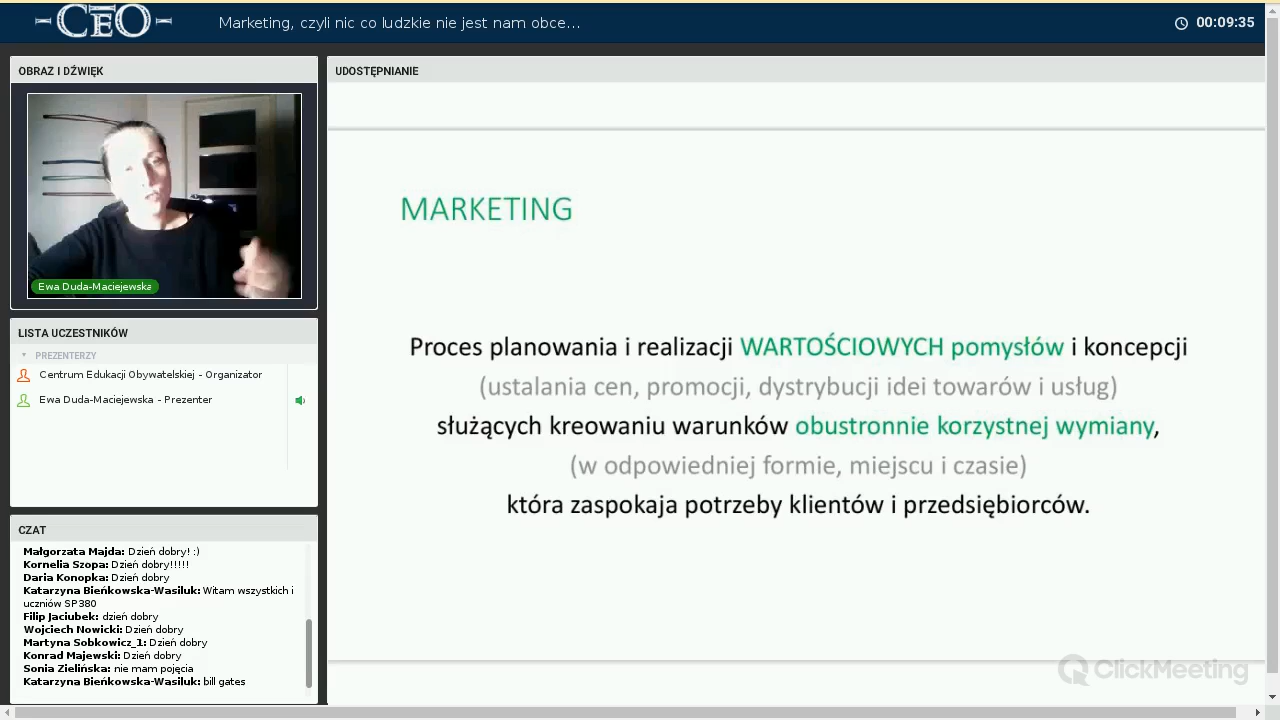 CEO
Marketing, czyli nic co ludzkie nie jest nam obce...
00:09:35
OBRAZ I DŹWIĘK
Ewa Duda-Maciejewska
LISTA UCZESTNIKÓW
PREZENTERZY
Centrum Edukacji Obywatelskiej - Organizator
Ewa Duda-Maciejewska - Prezenter
CZAT
Małgorzata Majda: Dzień dobry! :)
Kornelia Szopa: Dzień dobry!!!!!
Daria Konopka: Dzień dobry
Katarzyna Bieńkowska-Wasiluk: Witam wszystkich i
uczniów SP380
Filip Jaciubek: dzień dobry
Wojciech Nowicki: Dzień dobry
Martyna Sobkowicz_1: Dzień dobry
Konrad Majewski: Dzień dobry
Sonia Zielińska: nie mam pojęcia
Katarzyna Bieńkowska-Wasiluk: bill gates
UDOSTĘPNIANIE
MARKETING
Proces planowania i realizacji WARTOŚCIOWYCH pomysłów i koncepcji
(ustalania cen, promocji, dystrybucji idei towarów i usług)
służących kreowaniu warunków obustronnie korzystnej wymiany,
(w odpowiedniej formie, miejscu i czasie)
która zaspokaja potrzeby klientów i przedsiębiorców.
ClickMeeting